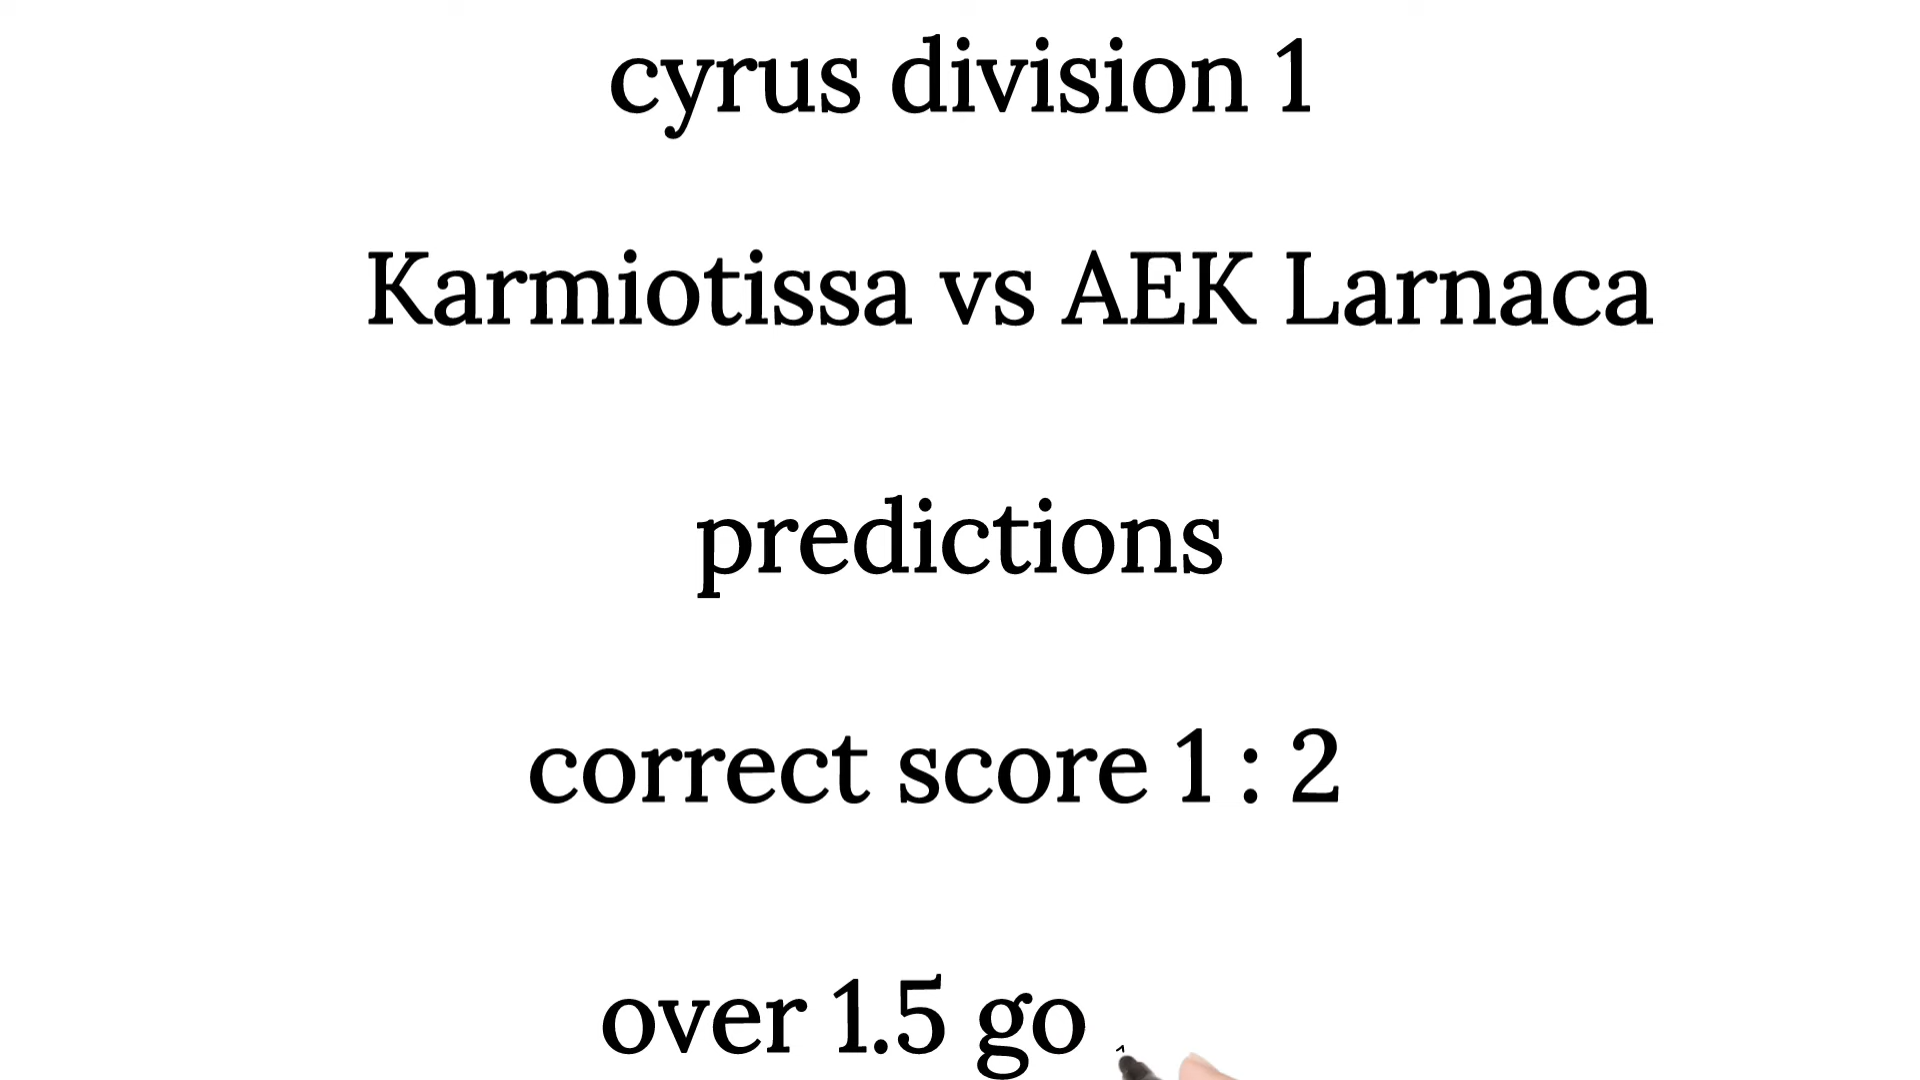 cyrus division 1
Karmiotissa vs AEK Larnaca
predictions
correct score 1 : 2
over 1.5 go